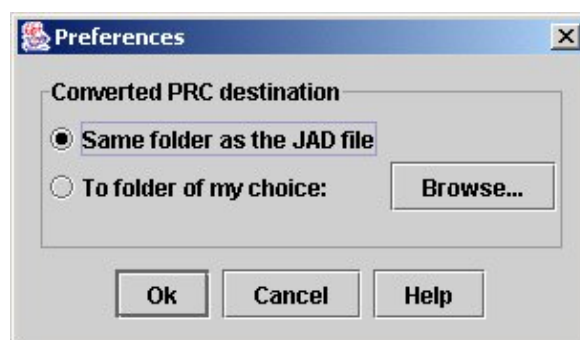 Preferences
Converted PRC destination
Same folder as the JAD file
To folder of my choice: Browse...
Ok Cancel Help